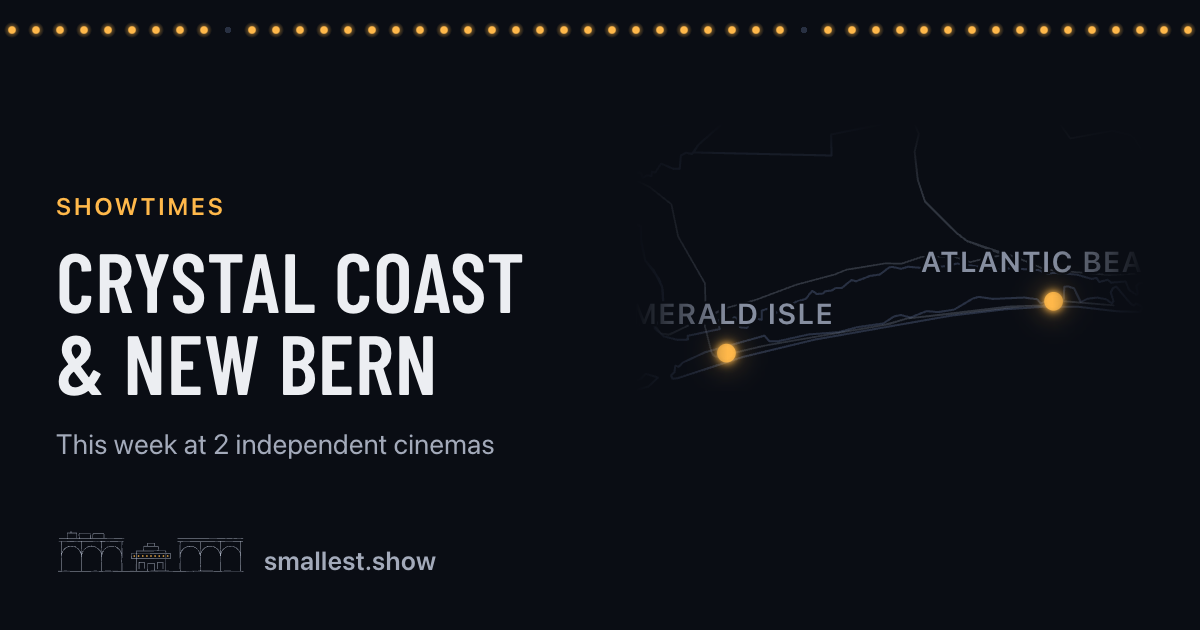 SHOWTIMES
CRYSTAL COAST
& NEW BERN
This week at 2 independent cinemas
smallest.show
ATLANTIC BEA
MERALD ISLE